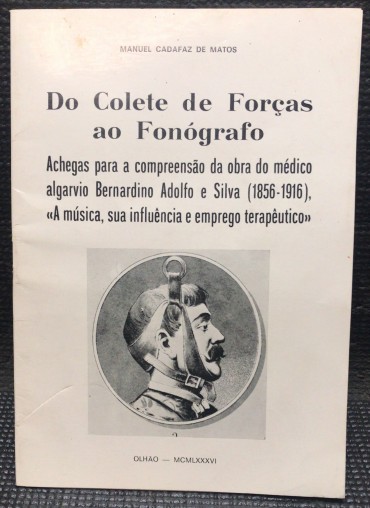 MANUEL CADAFAZ DE MATOS
Do Colete de Forças
ao Fonógrafo
Achegas para a compreensão da obra do médico
algarvio Bernardino Adolfo e Silva (1856-1916),
«A música, sua influência e emprego terapêutico»
2
OLHÃO — MCMLXXXVI